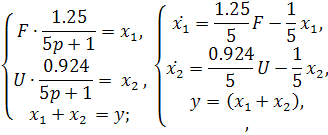 F · 1.25/(5p + 1) = x₁,
U · 0.924/(5p + 1) = x₂,
x₁ + x₂ = y;
ẋ₁ = 1.25/5 F − 1/5 x₁,
ẋ₂ = 0.924/5 U − 1/5 x₂,
y = (x₁ + x₂),
,